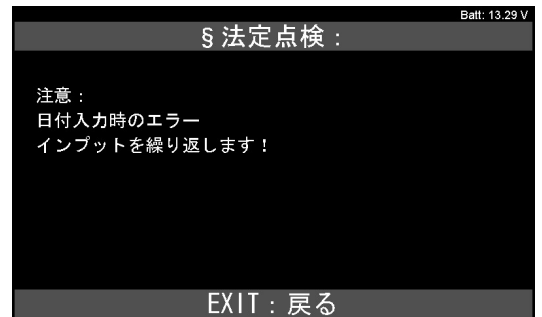 Batt: 13.29 V
§法定点検：
注意：
日付入力時のエラー
インプットを繰り返します！
EXIT：戻る